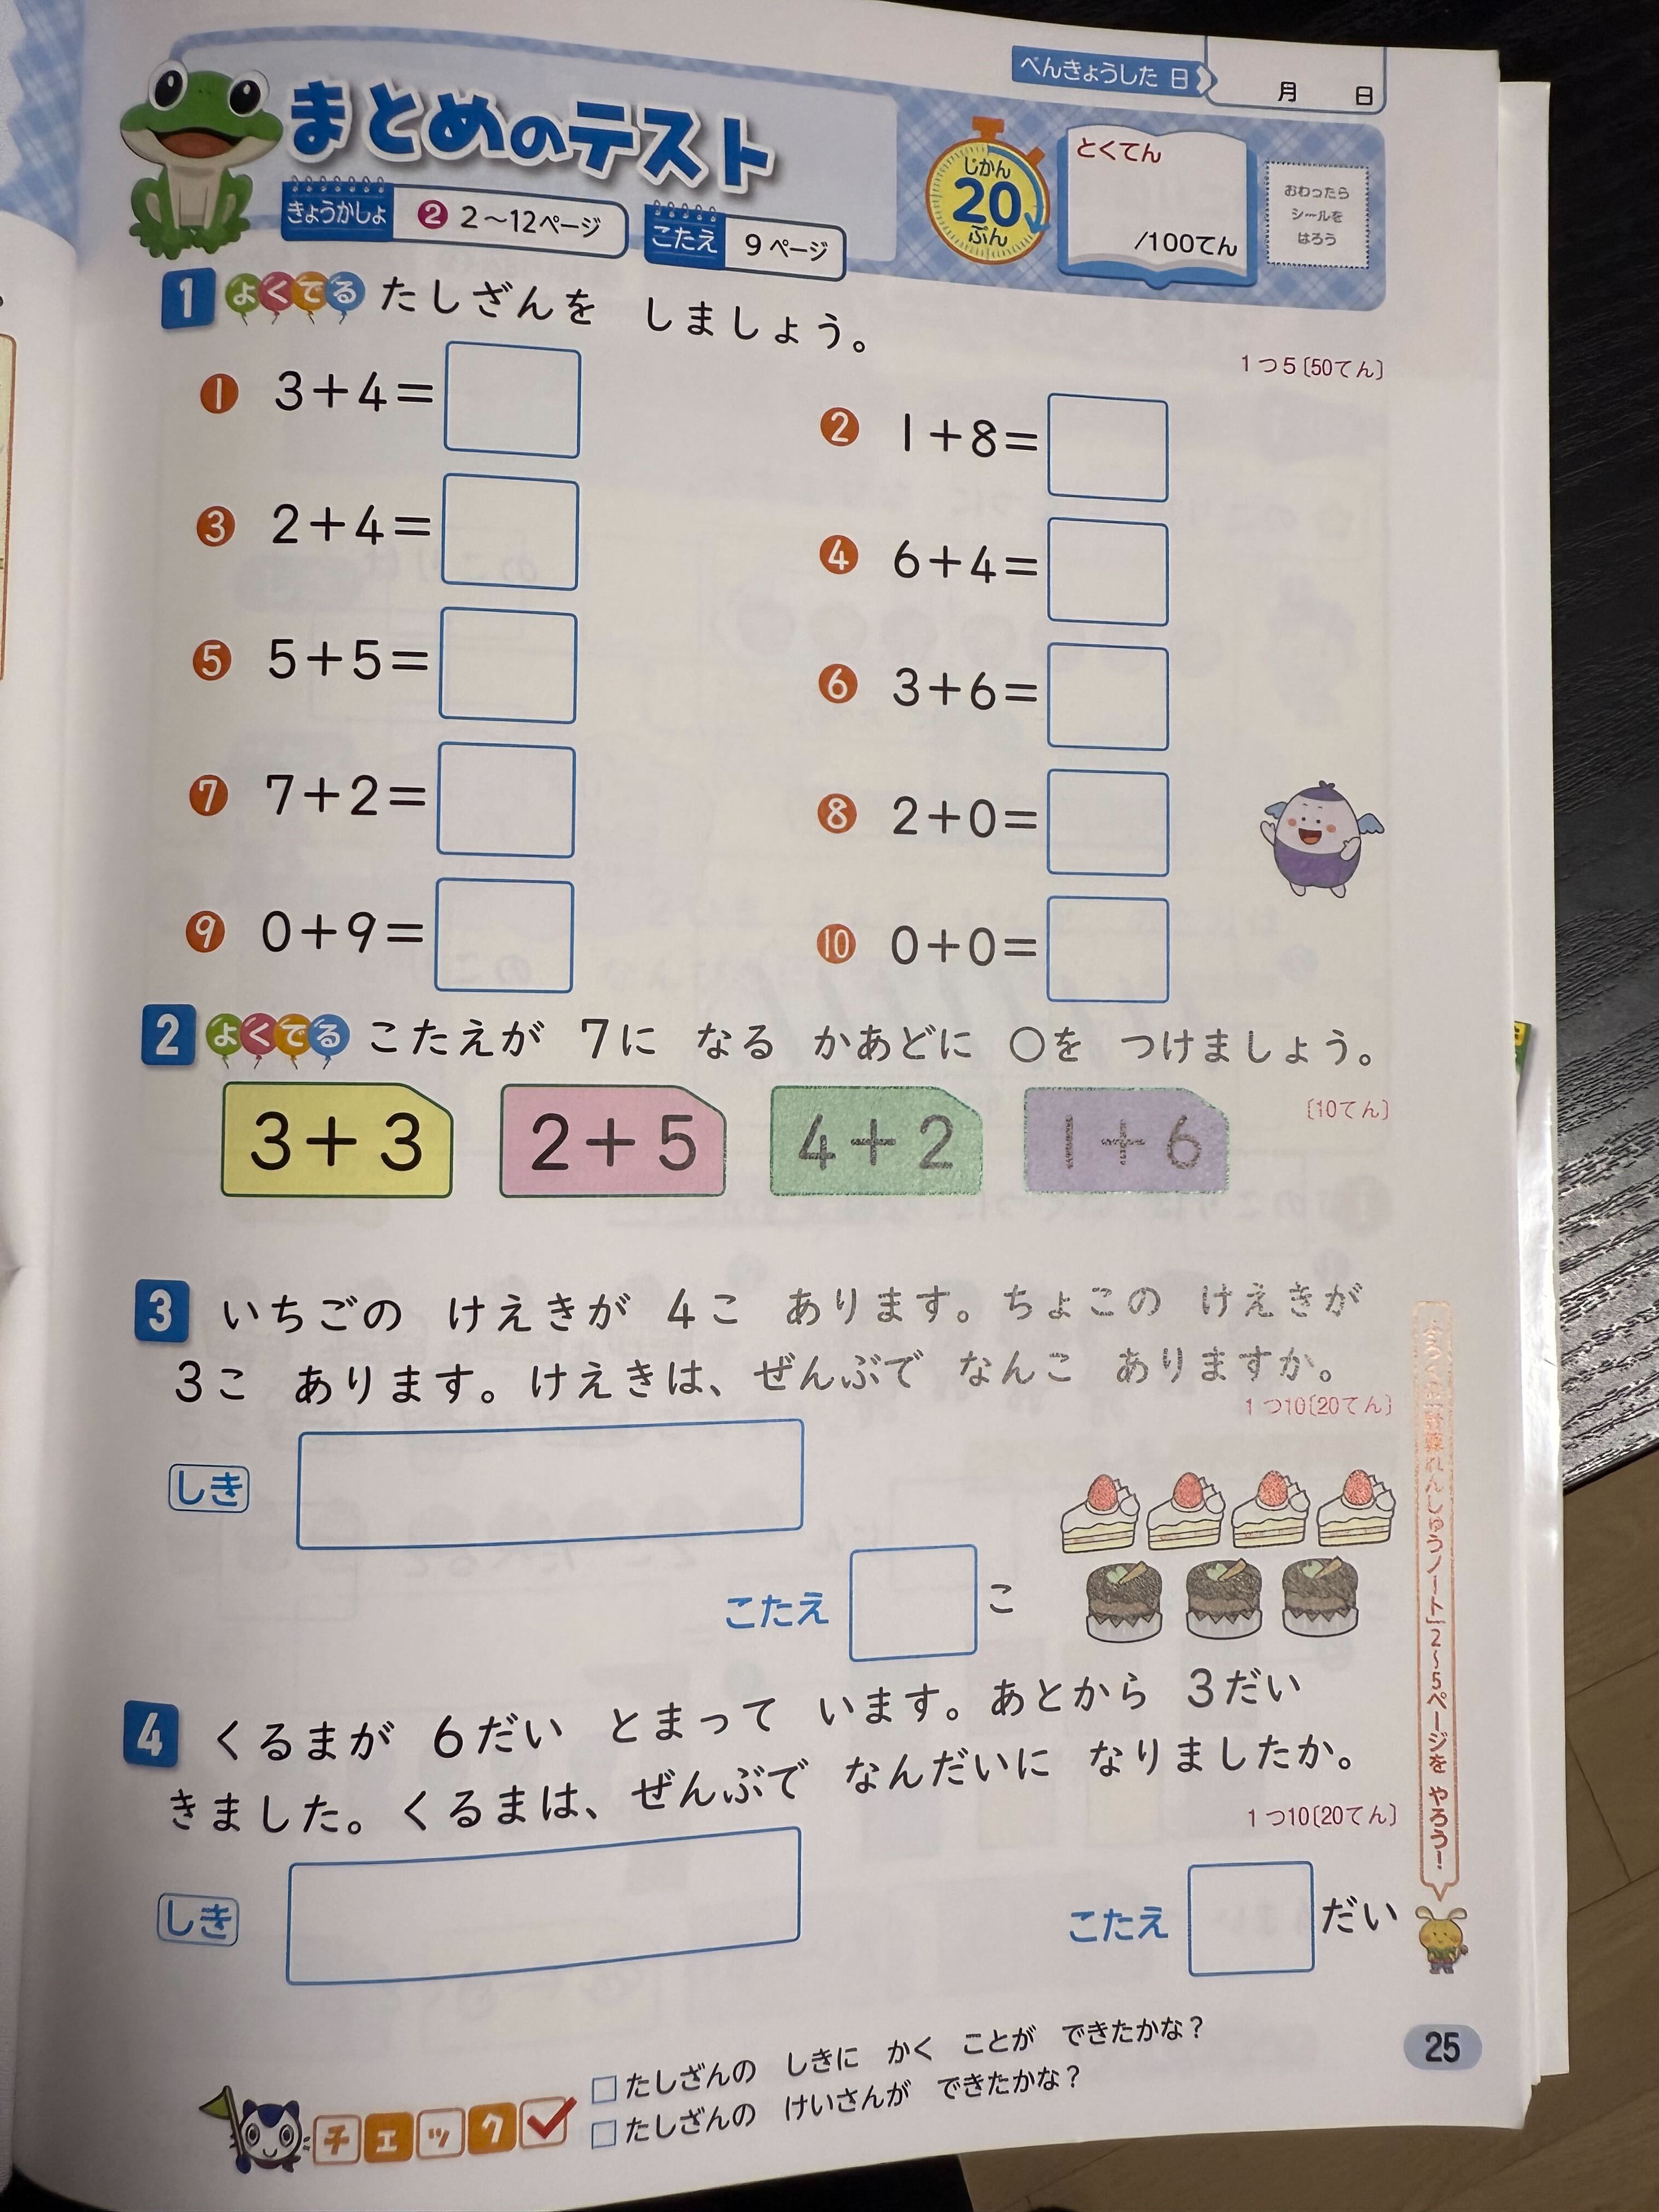 べんきょうした 日
月 日
まとめのテスト
きょうかしょ ❷ 2〜12ページ
こたえ 9ページ
じかん
20
ぷん
とくてん
/100てん
おわったら
シールを
はろう
1 よくでる たしざんを しましょう。
1つ5〔50てん〕
❶ 3+4=
❷ 1+8=
❸ 2+4=
❹ 6+4=
❺ 5+5=
❻ 3+6=
❼ 7+2=
❽ 2+0=
❾ 0+9=
❿ 0+0=
2 よくでる こたえが 7に なる かあどに ○を つけましょう。
〔10てん〕
3+3
2+5
4+2
1+6
3 いちごの けえきが 4こ あります。ちょこの けえきが
3こ あります。けえきは、ぜんぶで なんこ ありますか。
1つ10〔20てん〕
しき
こたえ こ
4 くるまが 6だい とまって います。あとから 3だい
きました。くるまは、ぜんぶで なんだいに なりましたか。
1つ10〔20てん〕
しき
こたえ だい
れんしゅうノート」2〜5ページを やろう!
25
チェック
□たしざんの しきに かく ことが できたかな?
□たしざんの けいさんが できたかな?